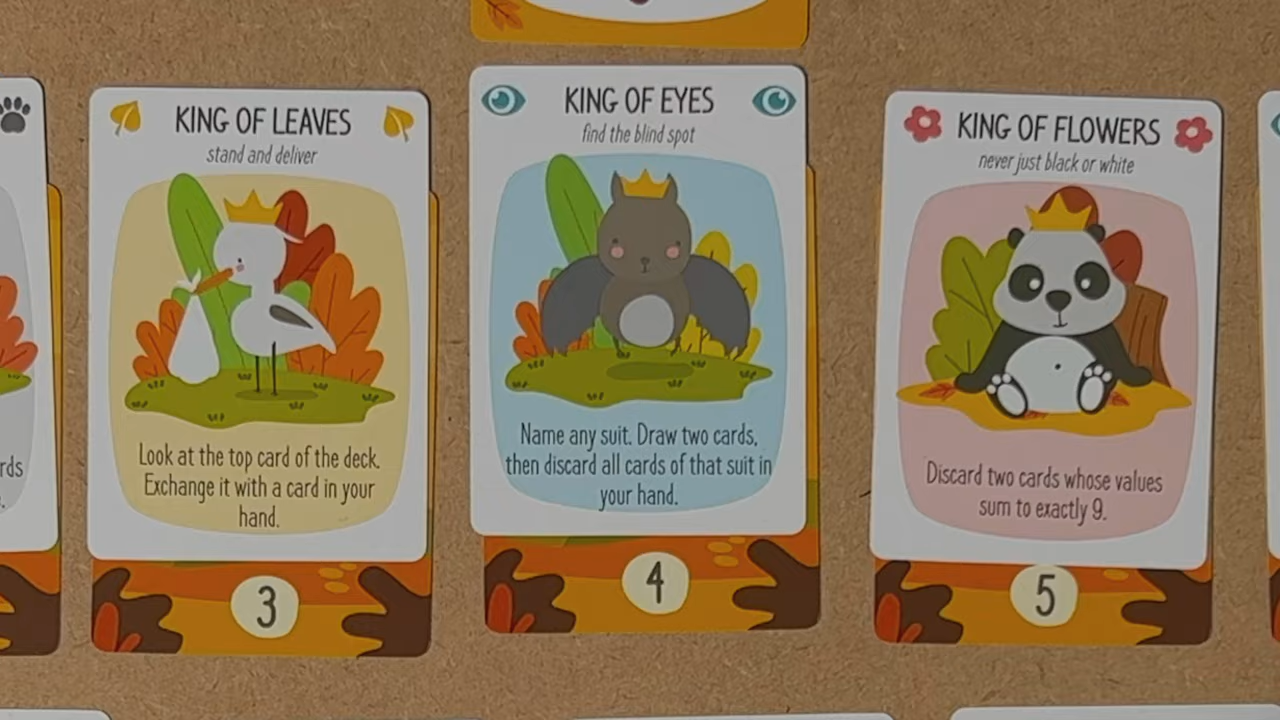 KING OF LEAVES
stand and deliver
Look at the top card of the deck.
Exchange it with a card in your
hand.
3
KING OF EYES
find the blind spot
Name any suit. Draw two cards,
then discard all cards of that suit in
your hand.
4
KING OF FLOWERS
never just black or white
Discard two cards whose values
sum to exactly 9.
5